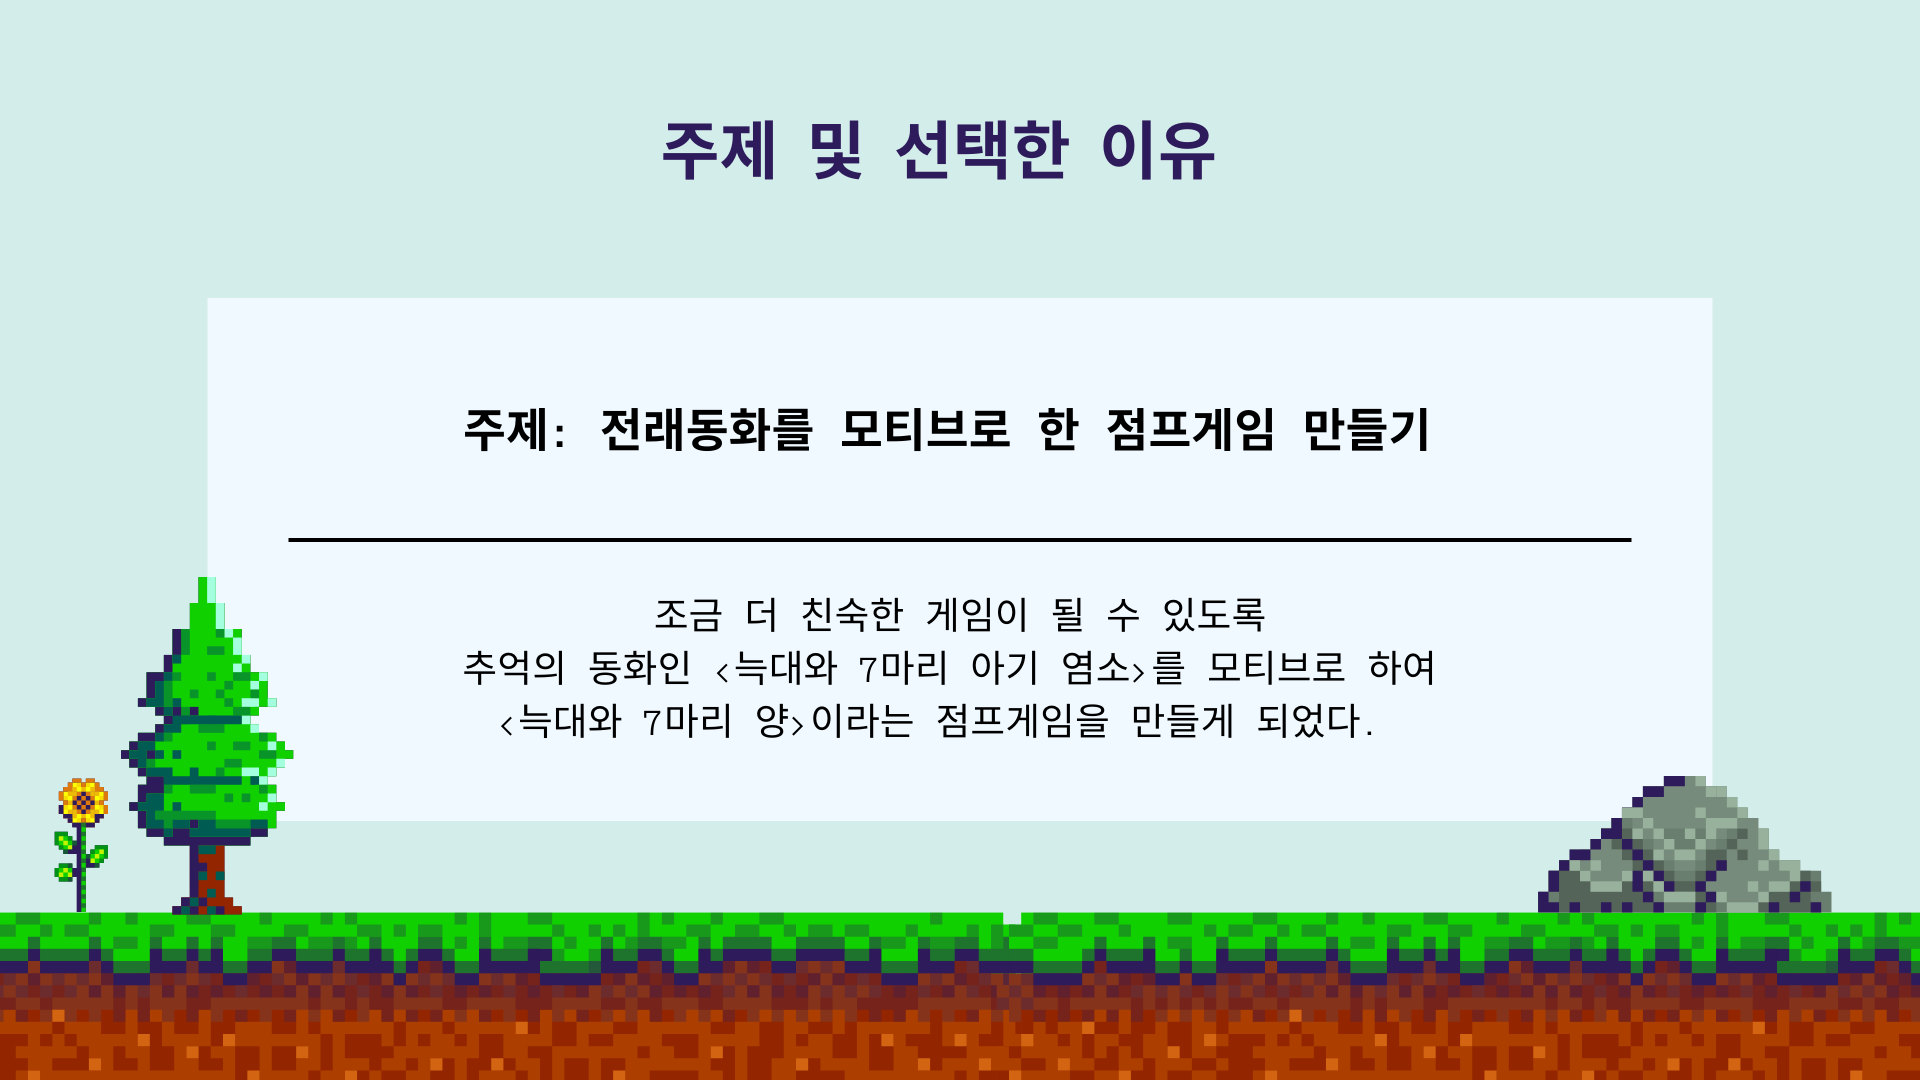 주제 및 선택한 이유
주제: 전래동화를 모티브로 한 점프게임 만들기
조금 더 친숙한 게임이 될 수 있도록
추억의 동화인 <늑대와 7마리 아기 염소>를 모티브로 하여
<늑대와 7마리 양>이라는 점프게임을 만들게 되었다.